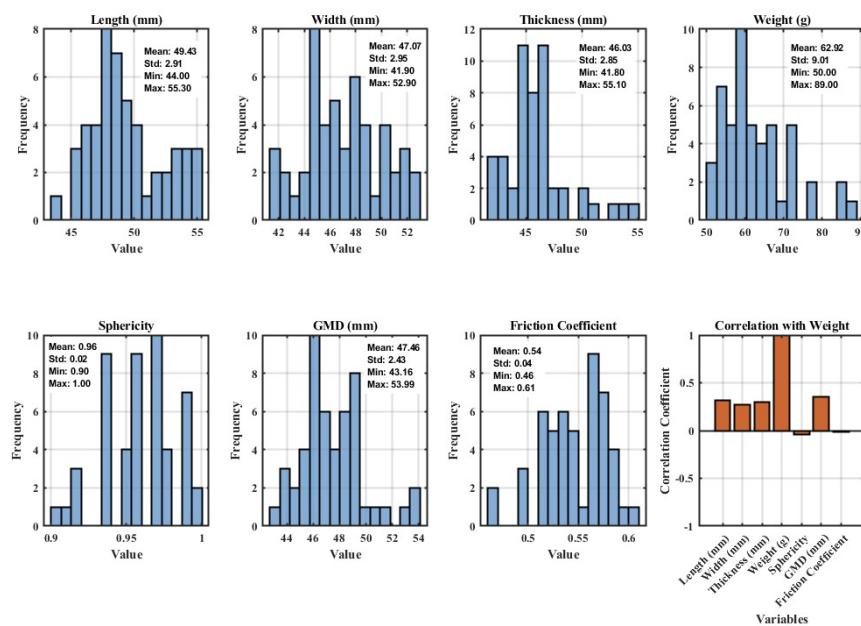 Length (mm)
Mean: 49.43
Std: 2.91
Min: 44.00
Max: 55.30
Frequency
8
6
4
2
0
45
50
55
Value
Width (mm)
Mean: 47.07
Std: 2.95
Min: 41.90
Max: 52.90
Frequency
8
6
4
2
0
42
44
46
48
50
52
Value
Thickness (mm)
Mean: 46.03
Std: 2.85
Min: 41.80
Max: 55.10
Frequency
12
10
8
6
4
2
0
45
50
55
Value
Weight (g)
Mean: 62.92
Std: 9.01
Min: 50.00
Max: 89.00
Frequency
10
8
6
4
2
0
50
60
70
80
9
Value
Sphericity
Mean: 0.96
Std: 0.02
Min: 0.90
Max: 1.00
Frequency
10
8
6
4
2
0
0.9
0.95
1
Value
GMD (mm)
Mean: 47.46
Std: 2.43
Min: 43.16
Max: 53.99
Frequency
10
8
6
4
2
0
44
46
48
50
52
54
Value
Friction Coefficient
Mean: 0.54
Std: 0.04
Min: 0.46
Max: 0.61
Frequency
10
8
6
4
2
0
0.5
0.55
0.6
Value
Correlation with Weight
Correlation Coefficient
1
0.5
0
-0.5
-1
Length (mm)
Width (mm)
Thickness (mm)
Weight (g)
Sphericity
GMD (mm)
Friction Coefficient
Variables